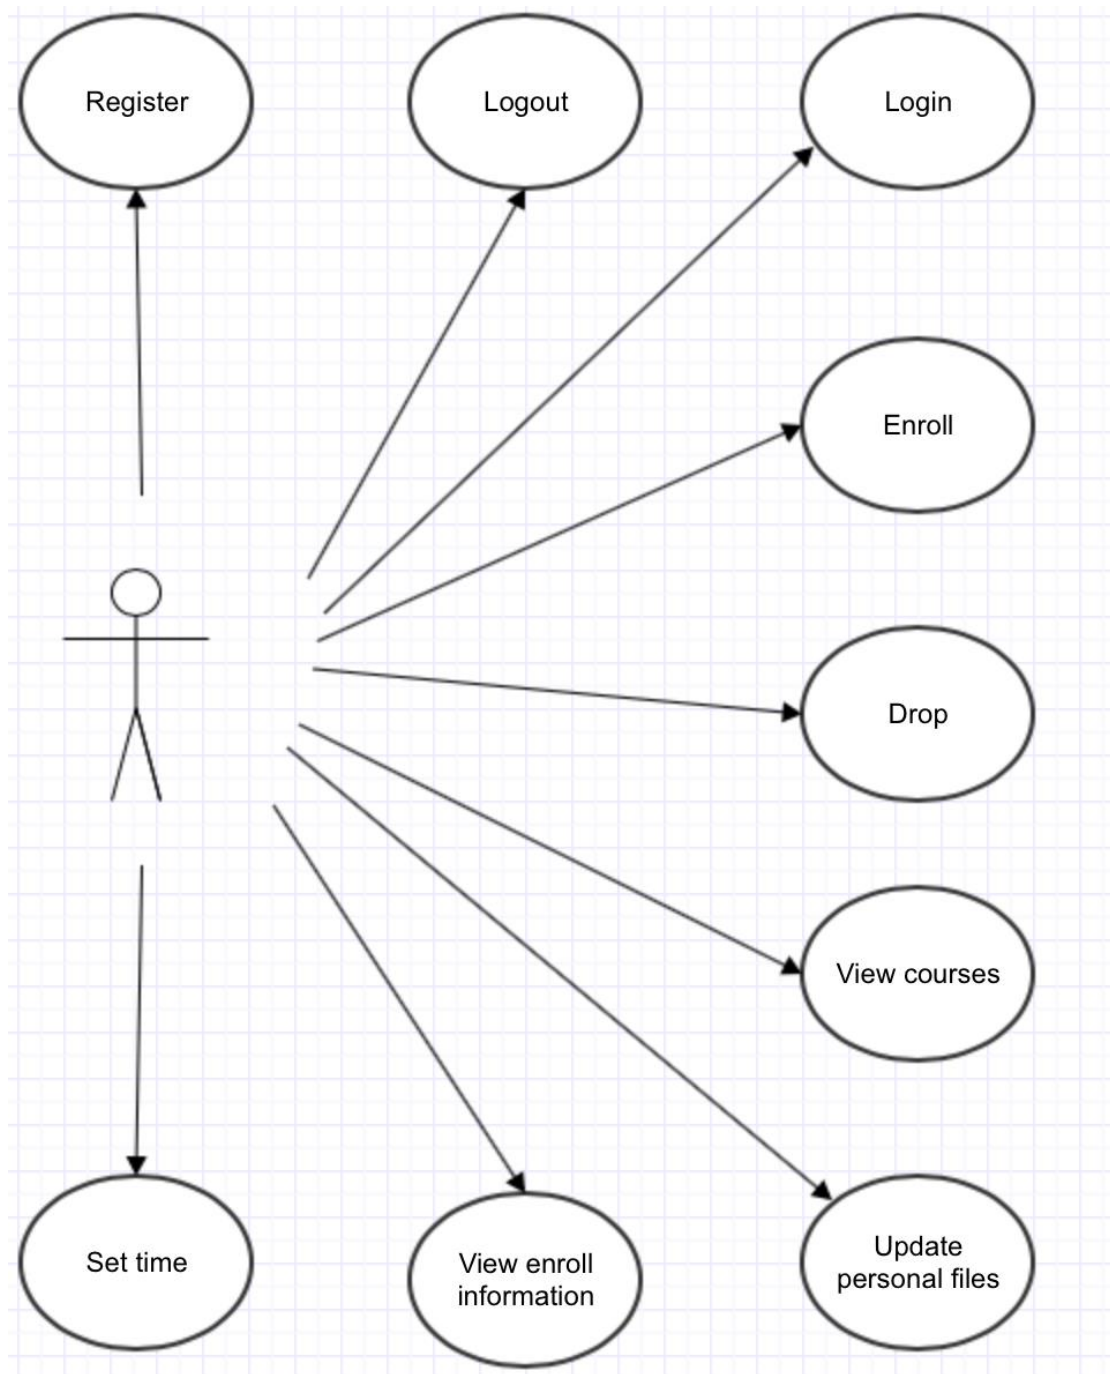 Register
Logout
Login
Enroll
Drop
View courses
Set time
View enroll
information
Update
personal files